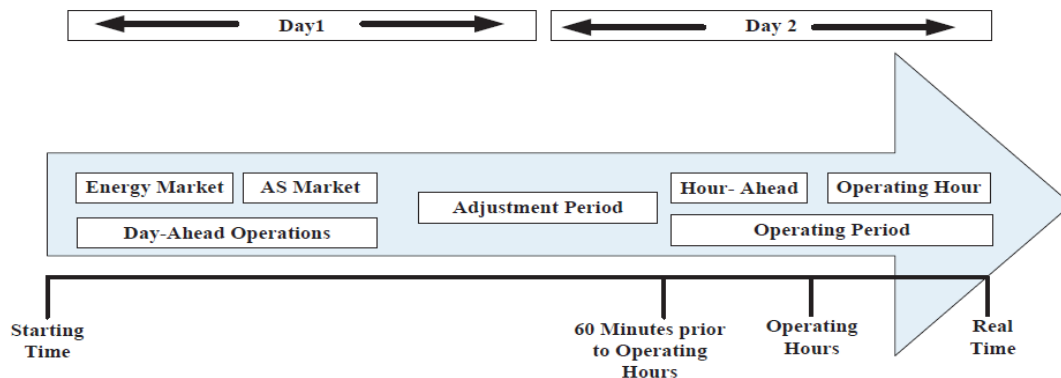 Day1
Day 2
Energy Market
AS Market
Hour- Ahead
Operating Hour
Adjustment Period
Day-Ahead Operations
Operating Period
Starting
Time
60 Minutes prior
to Operating
Hours
Operating
Hours
Real
Time